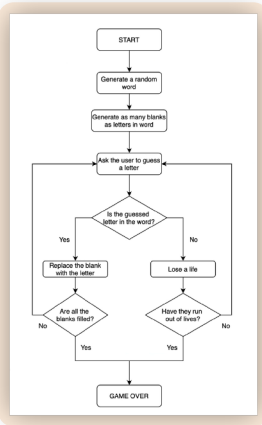 START
Generate a random
word
Generate as many blanks
as letters in word
Ask the user to guess
a letter
Is the guessed
letter in the word?
Yes
No
Replace the blank
with the letter
Lose a life
Are all the
blanks filled?
Have they run
out of lives?
No
No
Yes
Yes
GAME OVER